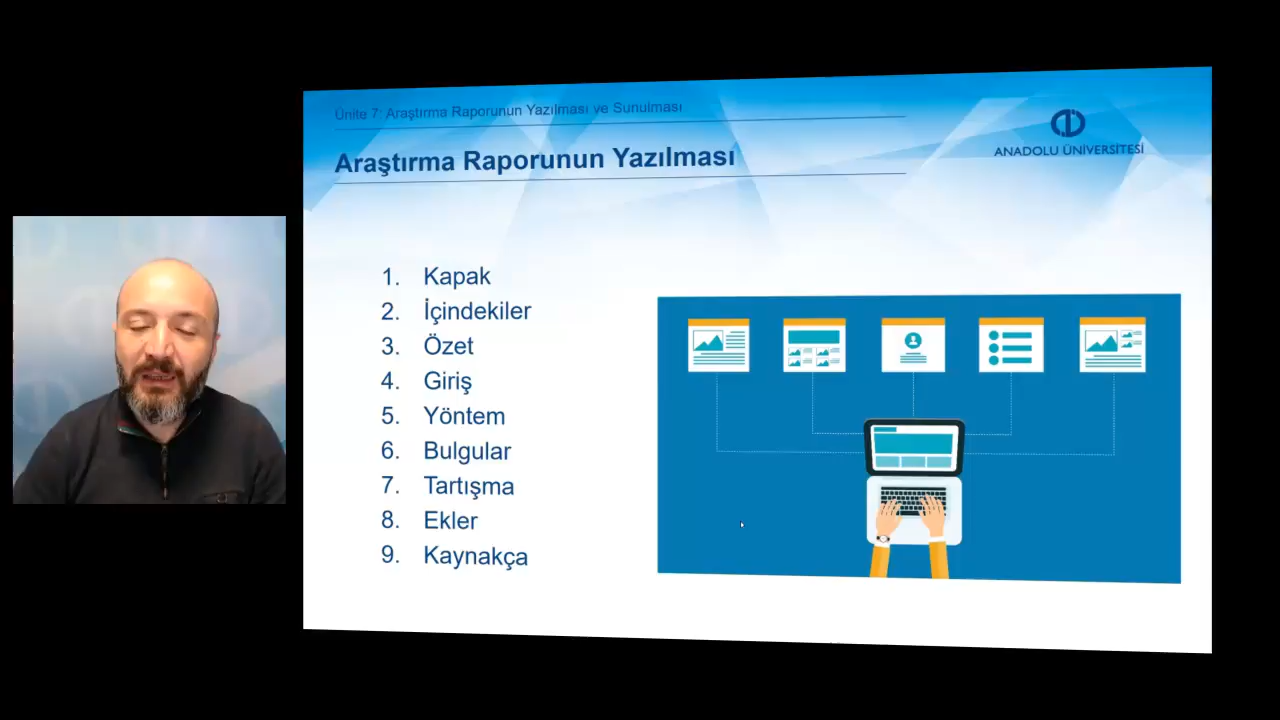 Ünite 7: Araştırma Raporunun Yazılması ve Sunulması
Araştırma Raporunun Yazılması
ANADOLU ÜNİVERSİTESİ
1. Kapak
2. İçindekiler
3. Özet
4. Giriş
5. Yöntem
6. Bulgular
7. Tartışma
8. Ekler
9. Kaynakça